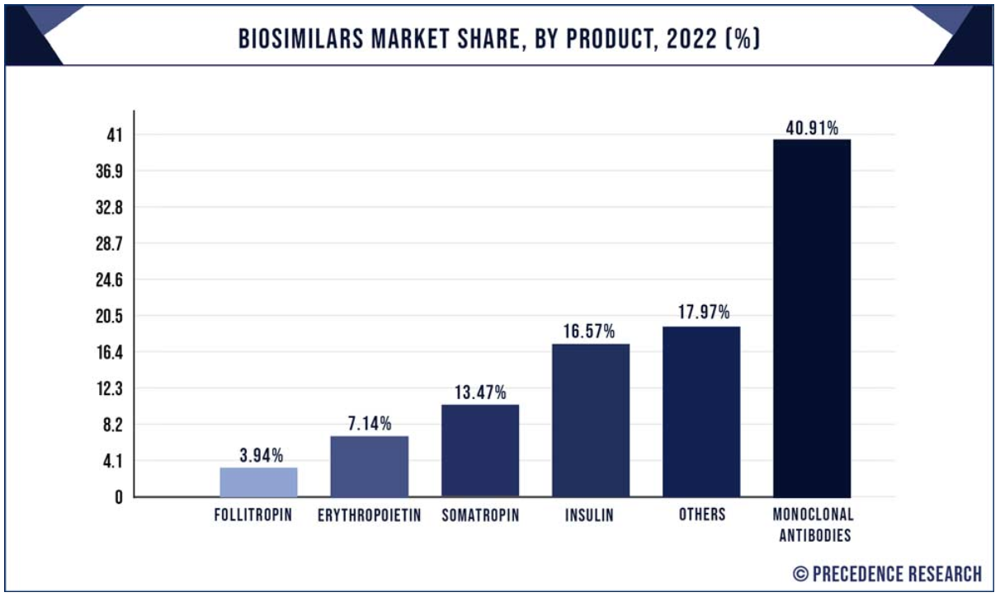 BIOSIMILARS MARKET SHARE, BY PRODUCT, 2022 (%)
41
36.9
32.8
28.7
24.6
20.5
16.4
12.3
8.2
4.1
0
3.94%
7.14%
13.47%
16.57%
17.97%
40.91%
FOLLITROPIN
ERYTHROPOIETIN
SOMATROPIN
INSULIN
OTHERS
MONOCLONAL
ANTIBODIES
© PRECEDENCE RESEARCH